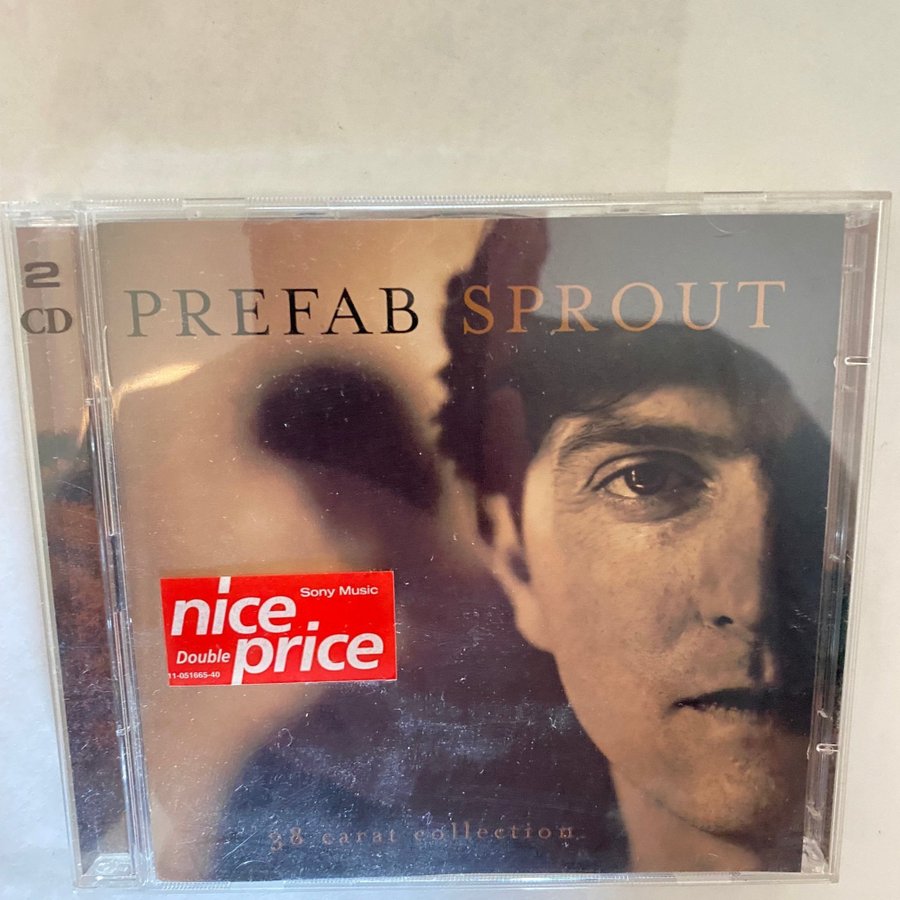 2
CD
PREFAB SPROUT
nice
Sony Music
Double price
11-051665-40
38 carat collection